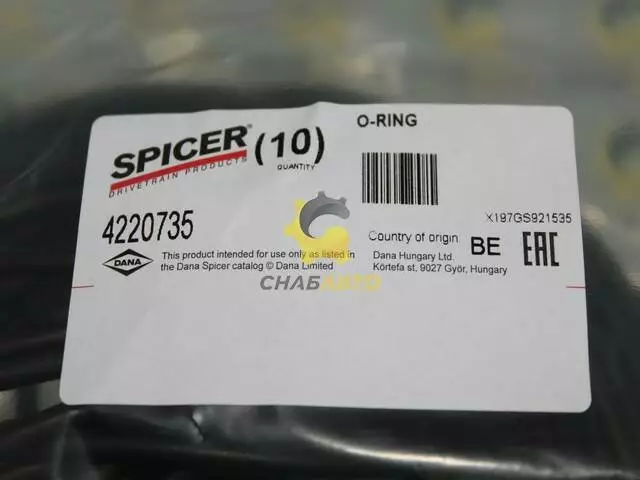 SPICER®
DRIVETRAIN PRODUCTS
(10)
QUANTITY
O-RING
4220735
X197GS921535
DANA
This product intended for use only as listed in
the Dana Spicer catalog © Dana Limited
Country of origin BE EAC
Dana Hungary Ltd.
Körtefa st, 9027 Györ, Hungary
СНАБАВТО